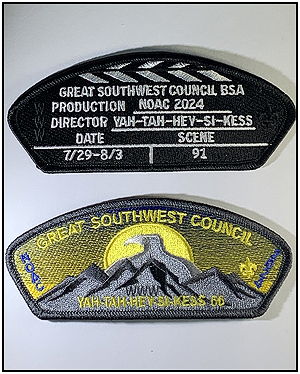 GREAT SOUTHWEST COUNCIL BSA
PRODUCTION NOAC 2024
DIRECTOR YAH-TAH-HEY-SI-KESS
DATE SCENE
7/29-8/3 91
GREAT SOUTHWEST COUNCIL
NOAC
YAH-TAH-HEY-SI-KESS 66